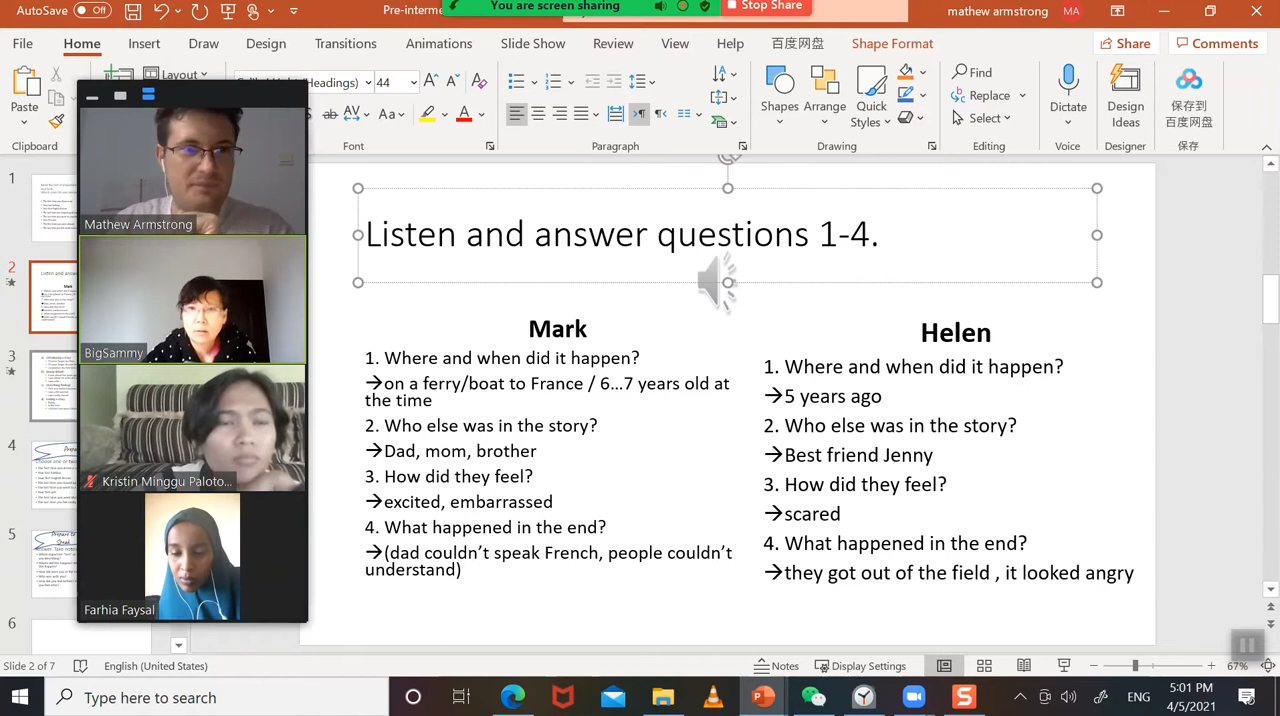 AutoSave Off
Pre-interm
You are screen sharing
Stop Share
mathew armstrong MA
File Home Insert Draw Design Transitions Animations Slide Show Review View Help 百度网盘 Shape Format Share Comments
Paste
Layout
Headings) 44
Aa
Shapes Arrange Quick Styles
Find
Replace
Select
Dictate
Design Ideas
保存到 百度网盘
Clipboard Font Paragraph Drawing Editing Voice Designer 保存
1
2
3
4
5
6
Mathew Armstrong
BigSammy
Kristin Minggu Paloto...
Farhia Faysal
Listen and answer questions 1-4.
Mark
1. Where and when did it happen?
→on a ferry/boat to France / 6...7 years old at
the time
2. Who else was in the story?
→Dad, mom, brother
3. How did they feel?
→excited, embarrassed
4. What happened in the end?
→(dad couldn't speak French, people couldn't
understand)
Helen
1. Where and when did it happen?
→5 years ago
2. Who else was in the story?
→Best friend Jenny
3. How did they feel?
→scared
4. What happened in the end?
→they got out of the field , it looked angry
Slide 2 of 7 English (United States) Notes Display Settings 67%
Type here to search
ENG
5:01 PM
4/5/2021